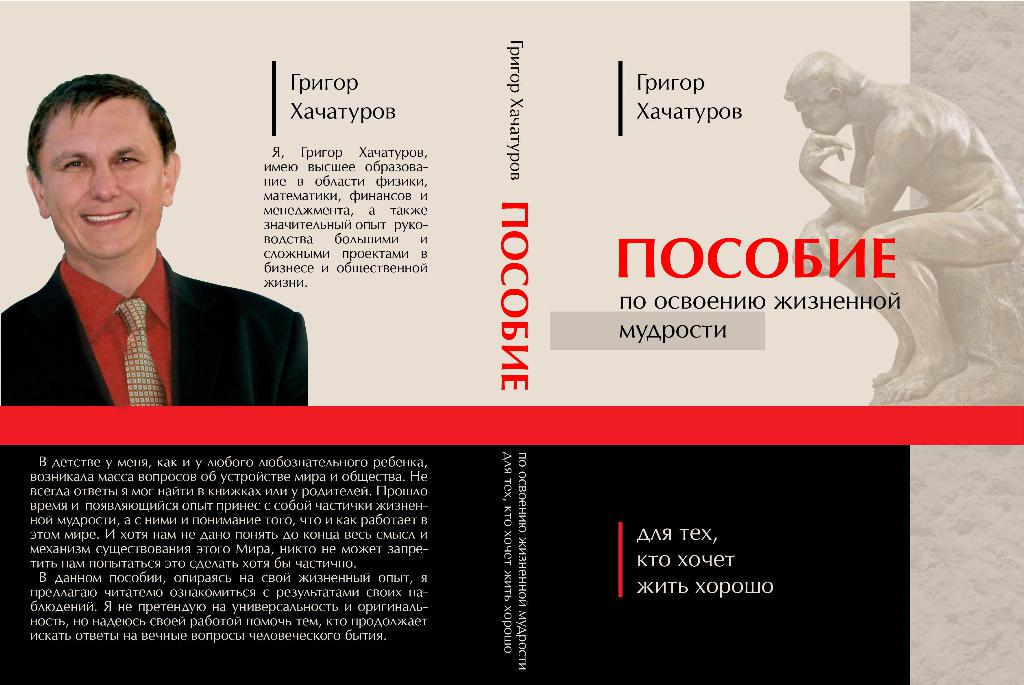 Григор
Хачатуров
Я, Григор Хачатуров,
имею высшее образова-
ние в области физики,
математики, финансов и
менеджмента, а также
значительный опыт руко-
водства большими и
сложными проектами в
бизнесе и общественной
жизни.
В детстве у меня, как и у любого любознательного ребенка,
возникала масса вопросов об устройстве мира и общества. Не
всегда ответы я мог найти в книжках или у родителей. Прошло
время и появляющийся опыт принес с собой частички жизнен-
ной мудрости, а с ними и понимание того, что и как работает в
этом мире. И хотя нам не дано понять до конца весь смысл и
механизм существования этого Мира, никто не может запре-
тить нам попытаться это сделать хотя бы частично.
В данном пособии, опираясь на свой жизненный опыт, я
предлагаю читателю ознакомиться с результатами своих на-
блюдений. Я не претендую на универсальность и оригиналь-
ность, но надеюсь своей работой помочь тем, кто продолжает
искать ответы на вечные вопросы человеческого бытия.
Григор Хачатуров
ПОСОБИЕ
по освоению жизненной мудрости
для тех, кто хочет жить хорошо
Григор
Хачатуров
ПОСОБИЕ
по освоению жизненной
мудрости
для тех,
кто хочет
жить хорошо